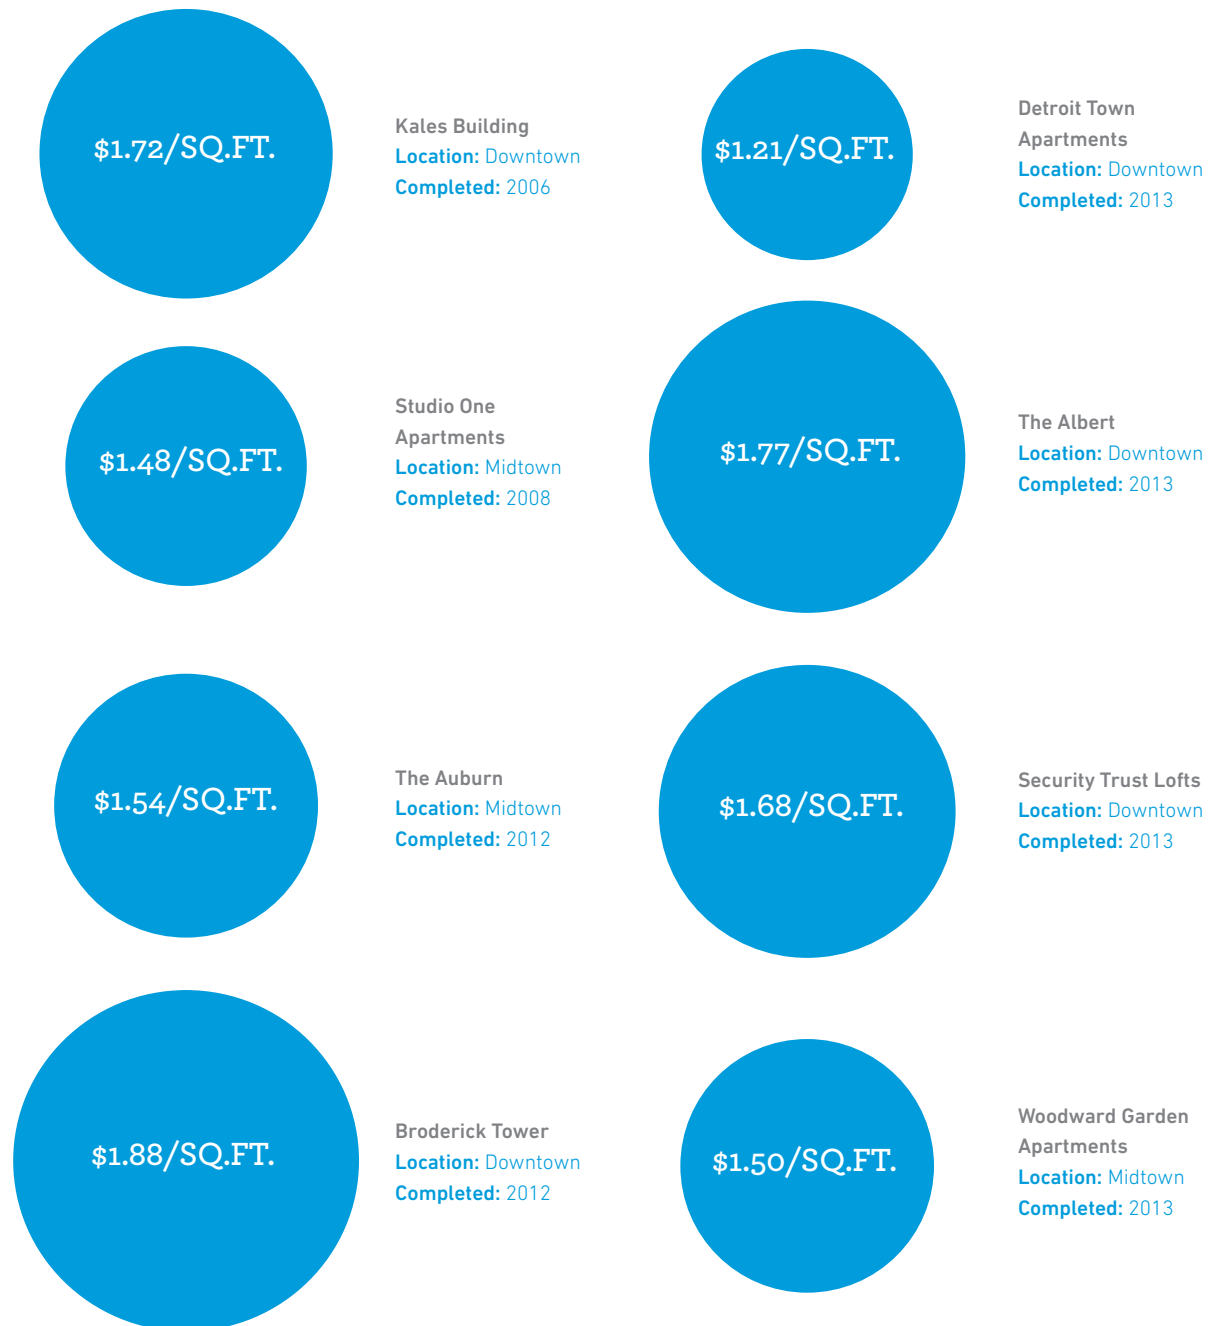 $1.72/SQ.FT.
Kales Building
Location: Downtown
Completed: 2006
$1.21/SQ.FT.
Detroit Town
Apartments
Location: Downtown
Completed: 2013
$1.48/SQ.FT.
Studio One
Apartments
Location: Midtown
Completed: 2008
$1.77/SQ.FT.
The Albert
Location: Downtown
Completed: 2013
$1.54/SQ.FT.
The Auburn
Location: Midtown
Completed: 2012
$1.68/SQ.FT.
Security Trust Lofts
Location: Downtown
Completed: 2013
$1.88/SQ.FT.
Broderick Tower
Location: Downtown
Completed: 2012
$1.50/SQ.FT.
Woodward Garden
Apartments
Location: Midtown
Completed: 2013